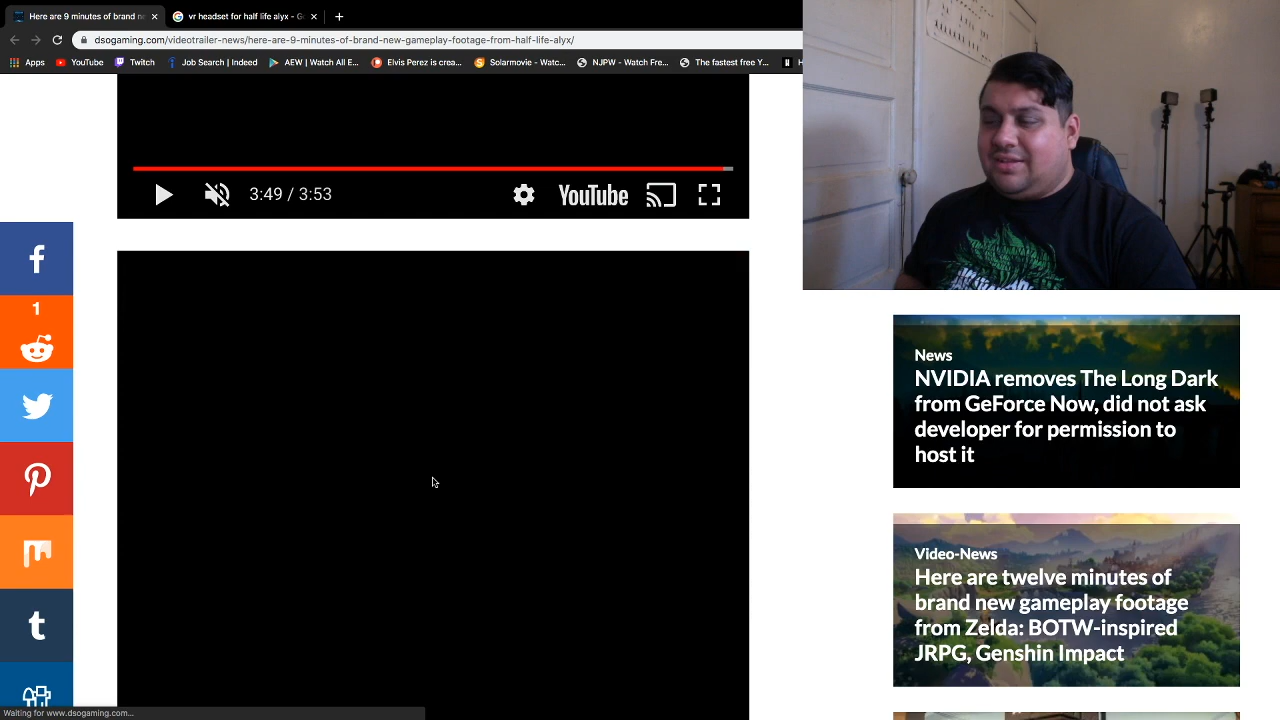 Here are 9 minutes of brand ne
vr headset for half life alyx - Go
dsogaming.com/videotrailer-news/here-are-9-minutes-of-brand-new-gameplay-footage-from-half-life-alyx/
Apps YouTube Twitch Job Search | Indeed AEW | Watch All E... Elvis Perez is crea... Solarmovie - Watc... NJPW - Watch Fre... The fastest free Y... H
3:49 / 3:53
YouTube
1
News
NVIDIA removes The Long Dark
from GeForce Now, did not ask
developer for permission to
host it
Video-News
Here are twelve minutes of
brand new gameplay footage
from Zelda: BOTW-inspired
JRPG, Genshin Impact
Waiting for www.dsogaming.com...